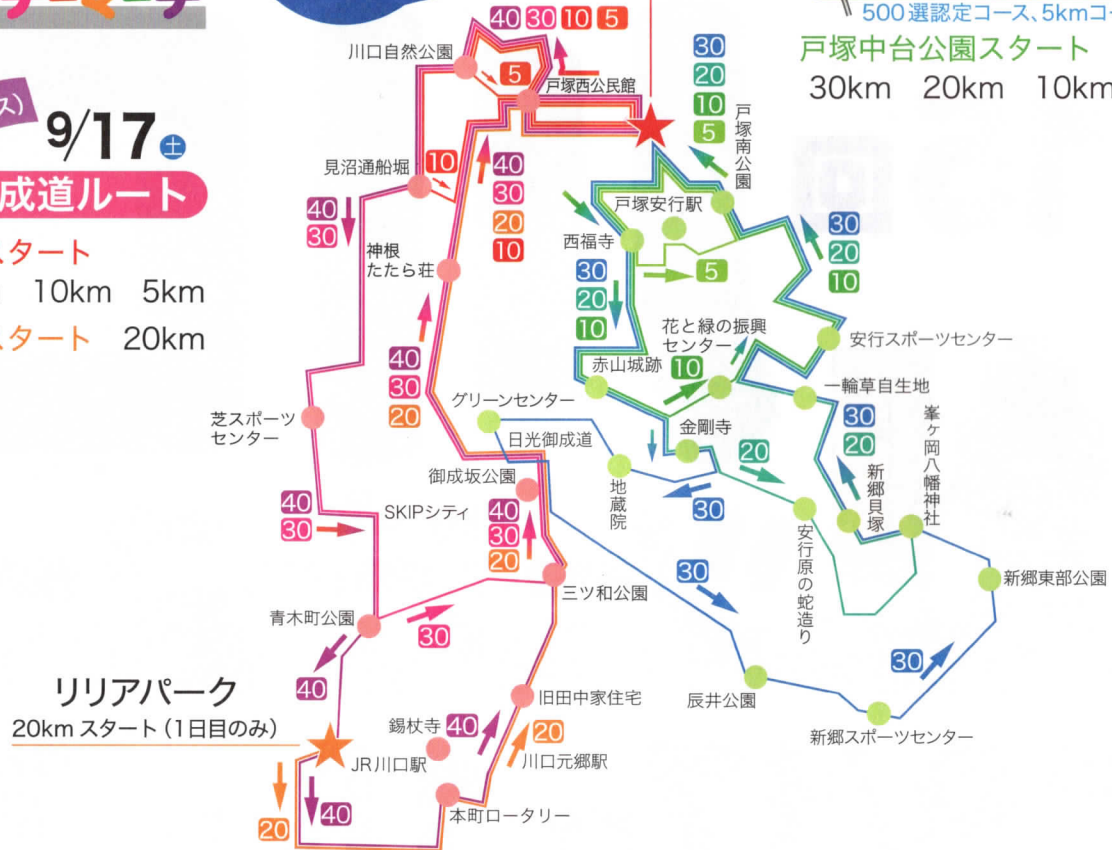 ス)
9/17土
成道ルート
スタート
10km 5km
スタート 20km
500選認定コース、5kmコ
戸塚中台公園スタート
30km 20km 10km
40 30 10 5
川口自然公園
5
戸塚西公民館
30
20
10
5
戸塚南公園
見沼通船堀
10
40
30
20
10
40
30
神根
たたら荘
戸塚安行駅
西福寺
5
30
20
10
30
20
10
花と緑の振興
センター
安行スポーツセンター
赤山城跡
10
40
30
20
グリーンセンター
日光御成道
一輪草自生地
金剛寺
30
20
峯ヶ岡八幡神社
芝スポーツ
センター
御成坂公園
地蔵院
20
30
新郷貝塚
40
30
SKIPシティ
40
30
20
安行原の蛇造り
三ツ和公園
30
新郷東部公園
青木町公園
30
40
30
リリアパーク
20kmスタート(1日目のみ)
旧田中家住宅
辰井公園
錫杖寺
40
20
新郷スポーツセンター
JR川口駅
川口元郷駅
40
20
本町ロータリー